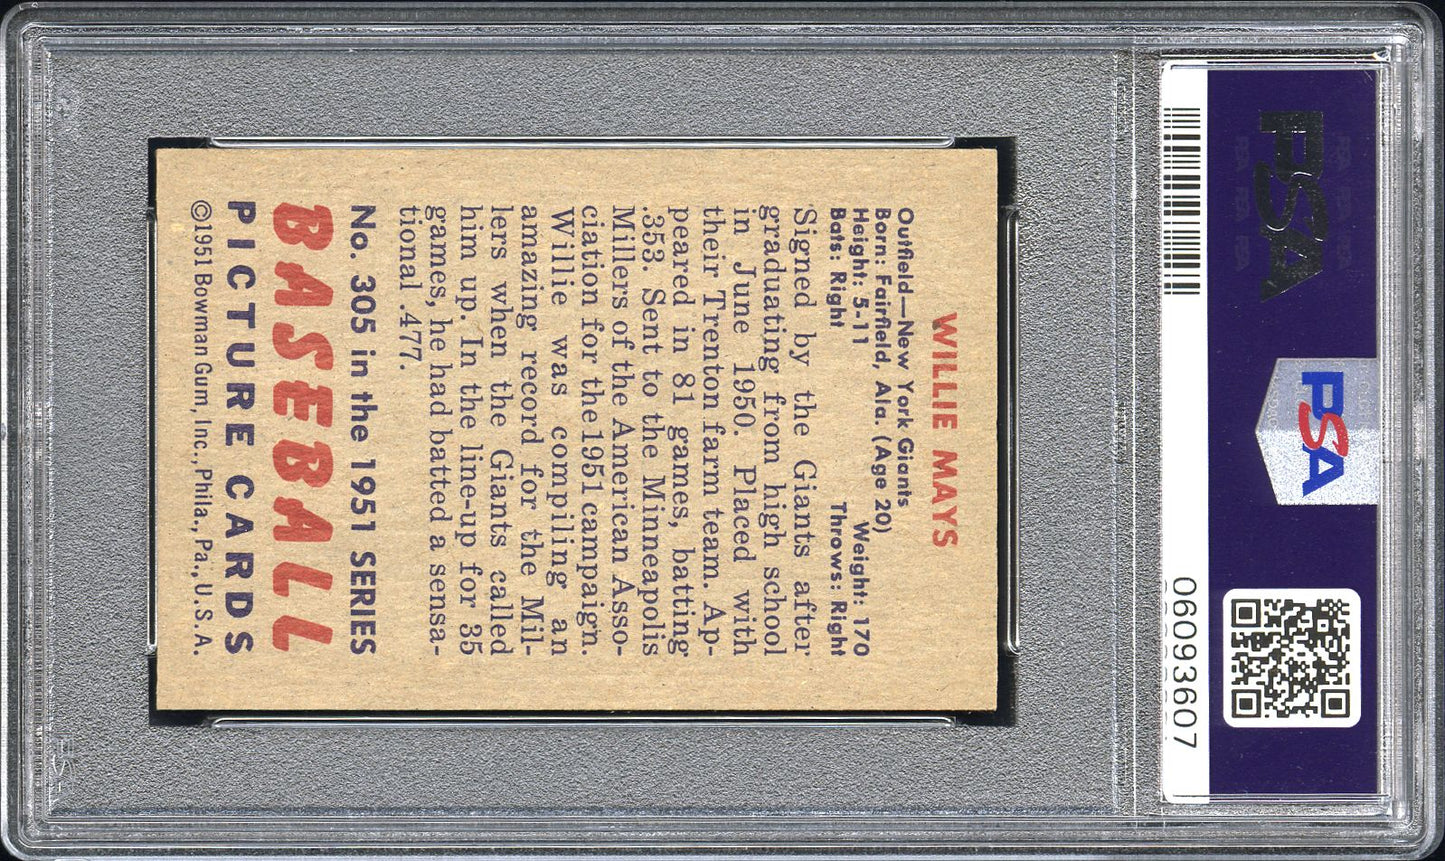 PSA
PSA
06093607
WILLIE MAYS
Outfield—New York Giants
Born: Fairfield, Ala. (Age 20)
Height: 5-11 Weight: 170
Bats: Right Throws: Right
Signed by the Giants after
graduating from high school
in June 1950. Placed with
their Trenton farm team. Ap-
peared in 81 games, batting
.353. Sent to the Minneapolis
Millers of the American Asso-
ciation for the 1951 campaign.
Willie was compiling an
amazing record for the Mil-
lers when the Giants called
him up. In the line-up for 35
games, he had batted a sensa-
tional .477.
No. 305 in the 1951 SERIES
BASEBALL
PICTURE CARDS
©1951 Bowman Gum, Inc., Phila., Pa., U.S.A.